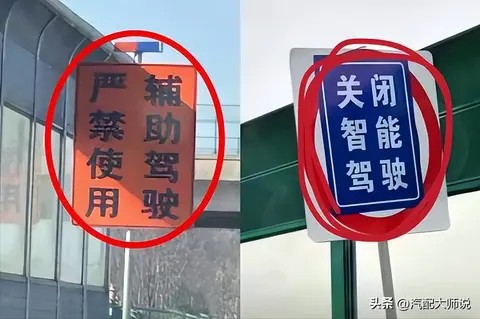 严禁使用
辅助驾驶
关闭
智能
驾驶
头条 @汽配大师说